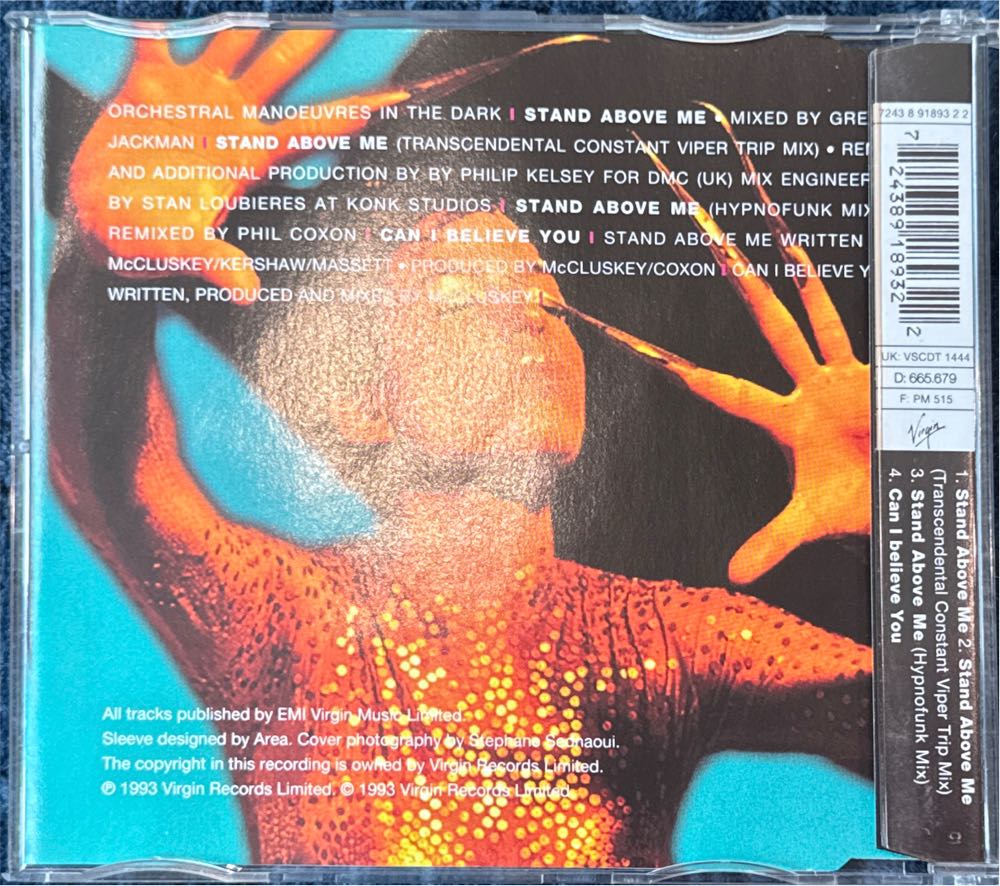 ORCHESTRAL MANOEUVRES IN THE DARK | STAND ABOVE ME • MIXED BY GRE
JACKMAN | STAND ABOVE ME (TRANSCENDENTAL CONSTANT VIPER TRIP MIX) • REI
AND ADDITIONAL PRODUCTION BY BY PHILIP KELSEY FOR DMC (UK) MIX ENGINEER
BY STAN LOUBIERES AT KONK STUDIOS | STAND ABOVE ME (HYPNOFUNK MIX
REMIXED BY PHIL COXON | CAN I BELIEVE YOU | STAND ABOVE ME WRITTEN
McCLUSKEY/KERSHAW/MASSETT • PRODUCED BY McCLUSKEY/COXON | CAN I BELIEVE Y
WRITTEN, PRODUCED AND MIXED BY McCLUSKEY |
All tracks published by EMI Virgin Music Limited.
Sleeve designed by Area. Cover photography by Stephane Sednaoui.
The copyright in this recording is owned by Virgin Records Limited.
℗ 1993 Virgin Records Limited. © 1993 Virgin Records Limited.
7243 8 91893 2 2
7 24389 18932 2
UK: VSCDT 1444
D: 665.679
F: PM 515
Virgin
1. Stand Above Me 2. Stand Above Me
(Transcendental Constant Viper Trip Mix)
3. Stand Above Me (Hypnofunk Mix)
4. Can I believe You